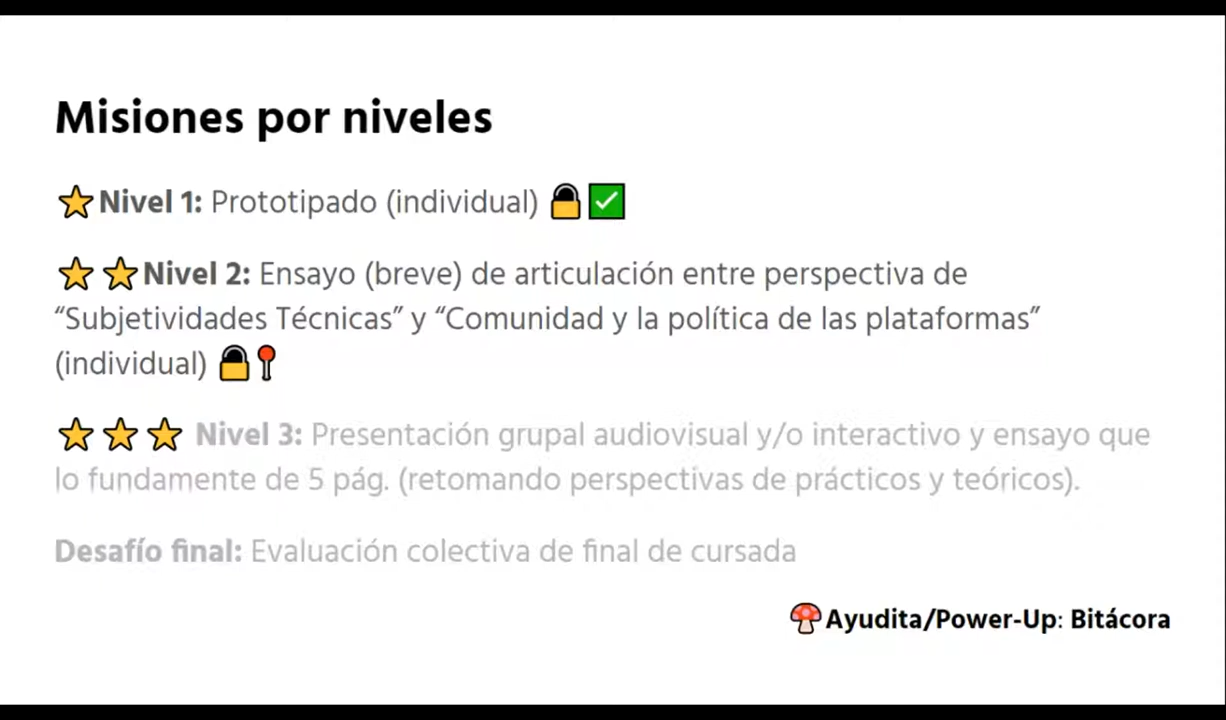 Misiones por niveles
⭐Nivel 1: Prototipado (individual) 🔒✅
⭐⭐Nivel 2: Ensayo (breve) de articulación entre perspectiva de
“Subjetividades Técnicas” y “Comunidad y la política de las plataformas”
(individual) 🔒📍
⭐⭐⭐ Nivel 3: Presentación grupal audiovisual y/o interactivo y ensayo que
lo fundamente de 5 pág. (retomando perspectivas de prácticos y teóricos).
Desafío final: Evaluación colectiva de final de cursada
🍄Ayudita/Power-Up: Bitácora